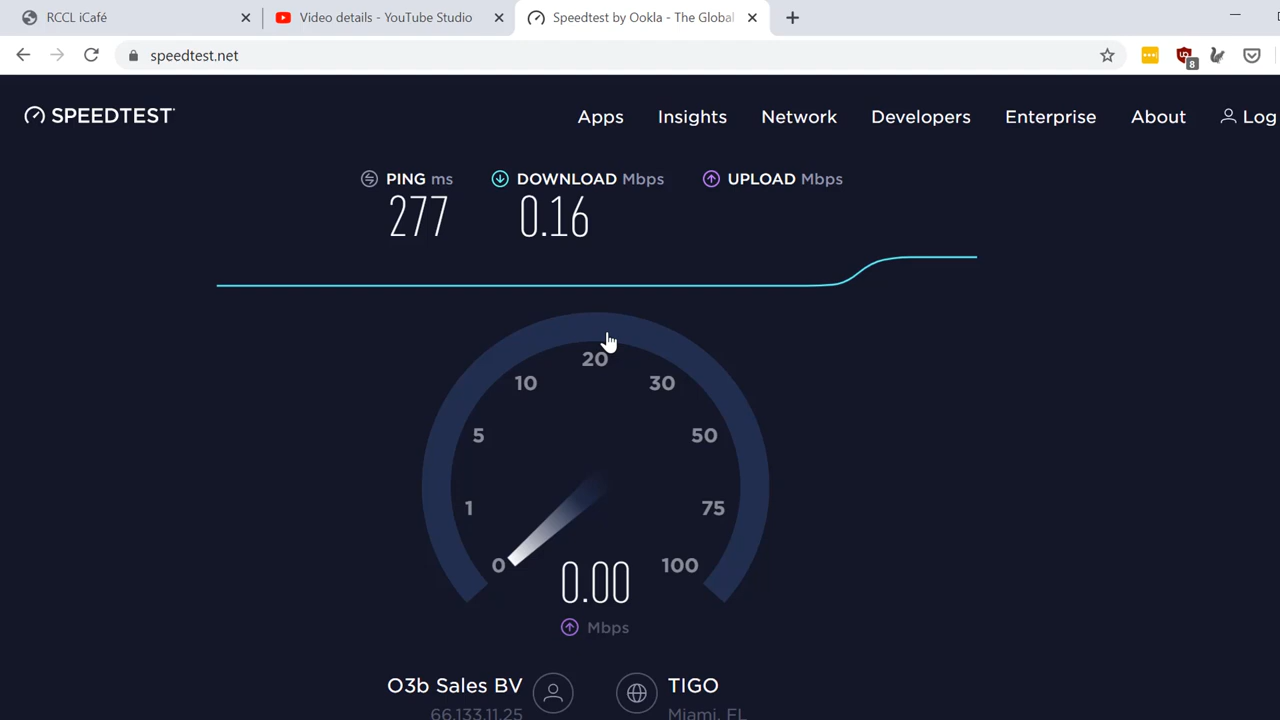 RCCL iCafé
Video details - YouTube Studio
Speedtest by Ookla - The Global
speedtest.net
8
SPEEDTEST
Apps
Insights
Network
Developers
Enterprise
About
Log
PING ms
DOWNLOAD Mbps
UPLOAD Mbps
277
0.16
0
1
5
10
20
30
50
75
100
0.00
Mbps
O3b Sales BV
TIGO
66.133.11.25
Miami, FL